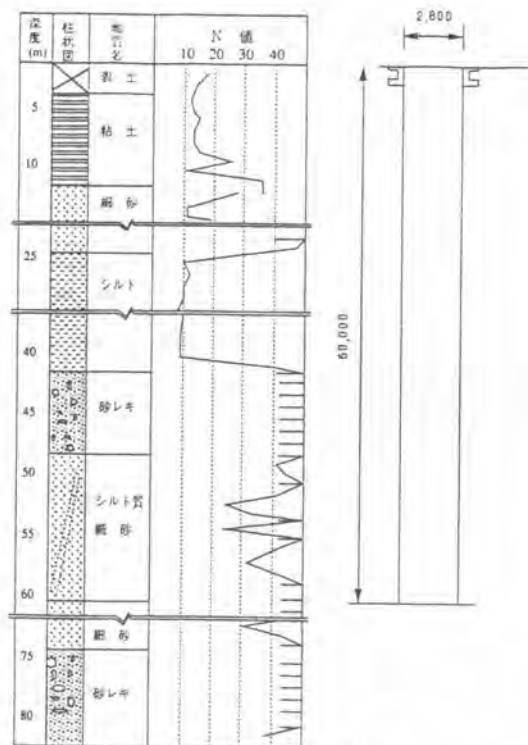 深度(m)
柱状図
地質名
N 値
10 20 30 40
表土
5
粘土
10
細砂
25
シルト
40
砂レキ
45
50
シルト質
細砂
55
60
細砂
75
砂レキ
80
2,800
60,000